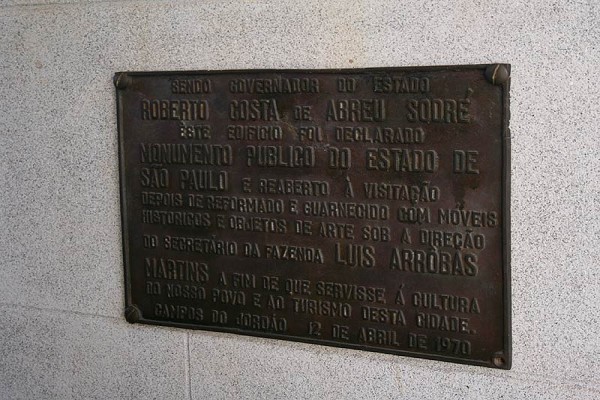 SENDO GOVERNADOR DO ESTADO
ROBERTO COSTA DE ABREU SODRÉ
ÊSTE EDIFICIO FOI DECLARADO
MONUMENTO PUBLICO DO ESTADO DE
SÃO PAULO E REABERTO À VISITAÇÃO
DEPOIS DE REFORMADO E GUARNECIDO COM MÓVEIS
HISTORICOS E OBJETOS DE ARTE SOB A DIREÇÃO
DO SECRETÁRIO DA FAZENDA LUIS ARRÔBAS
MARTINS A FIM DE QUE SERVISSE Á CULTURA
DO NOSSO POVO E AO TURISMO DESTA CIDADE.
CAMPOS DO JORDÃO 12 DE ABRIL DE 1970